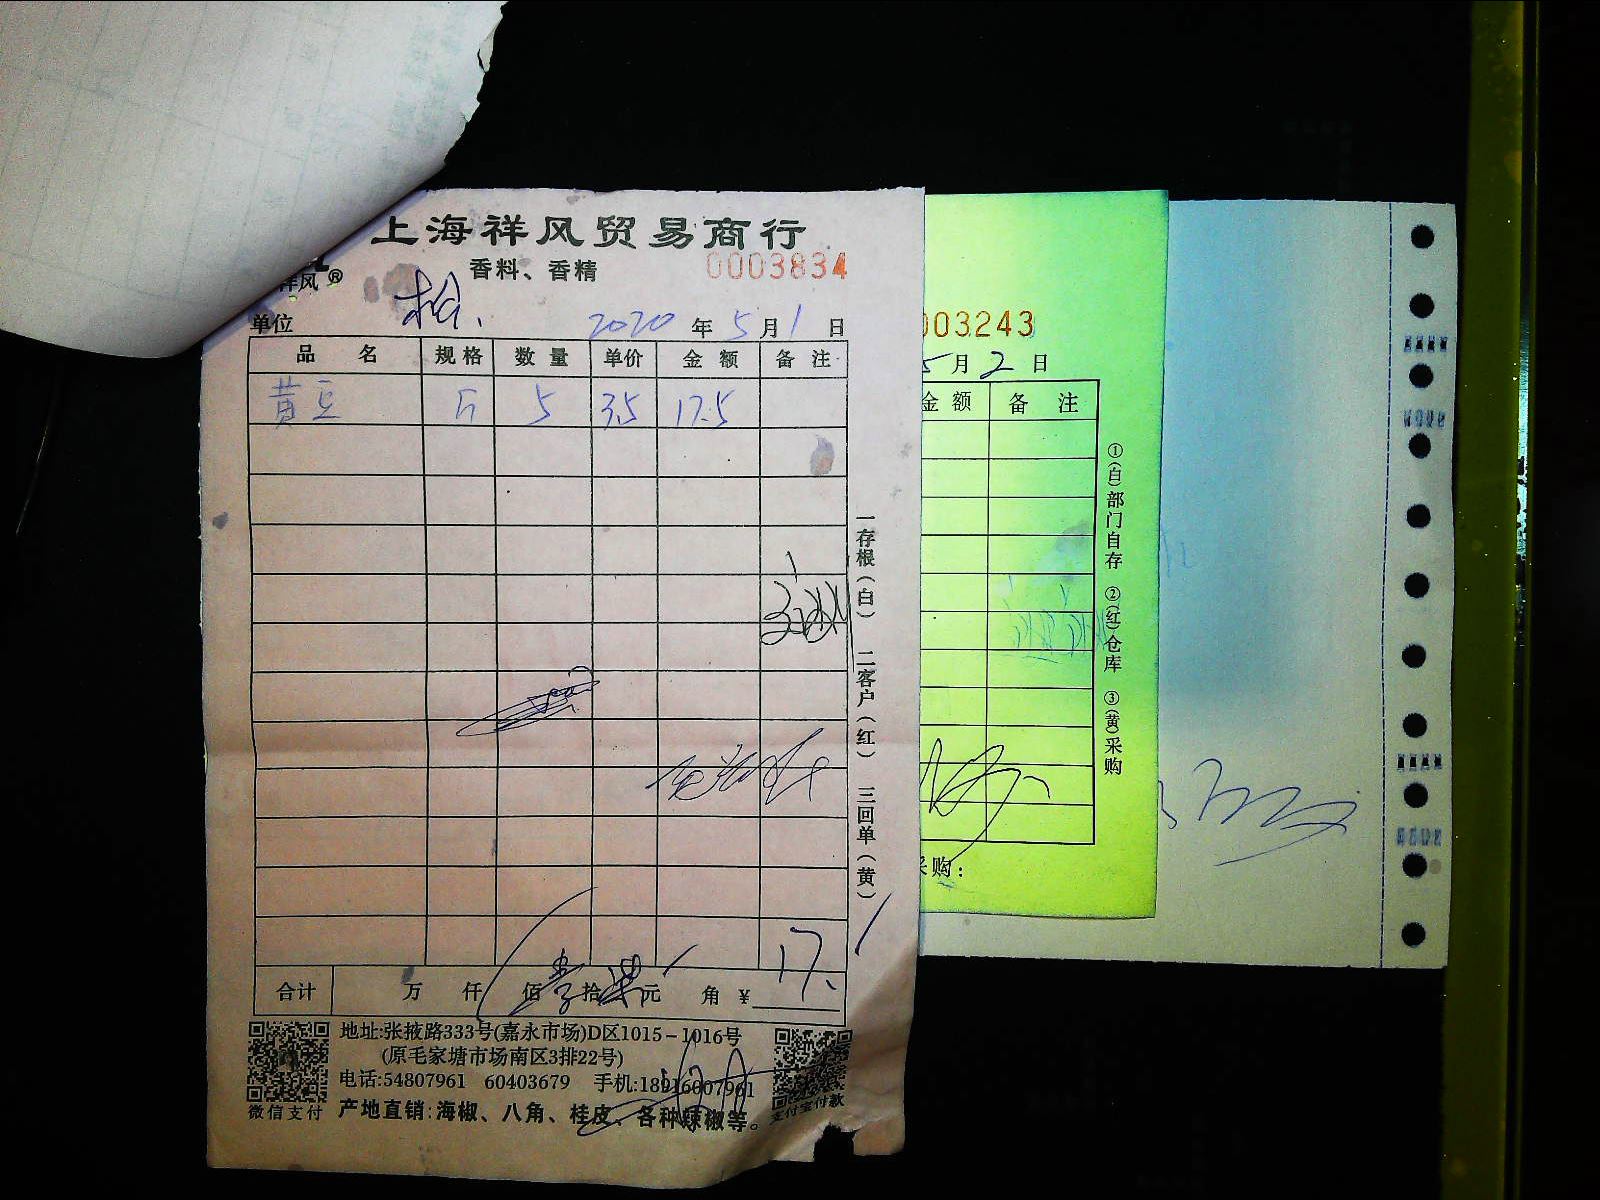 上海祥风贸易商行
香料、香精
0003834
祥风®
单位
2020年5月1日
品名 规格 数量 单价 金额 备注
黄豆 斤 5 3.5 17.5
一存根(白) 二客户(红) 三回单(黄)
合计 万 仟 佰 壹拾柒元 角 ¥17.
地址:张掖路333号(嘉永市场)D区1015-1016号
(原毛家塘市场南区3排22号)
电话:54807961 60403679 手机:18916007961
产地直销:海椒、八角、桂皮、各种辣椒等。
微信支付
支付宝付款
003243
5月2日
金额 备注
①(白)部门自存 ②(红)仓库 ③(黄)采购
采购: